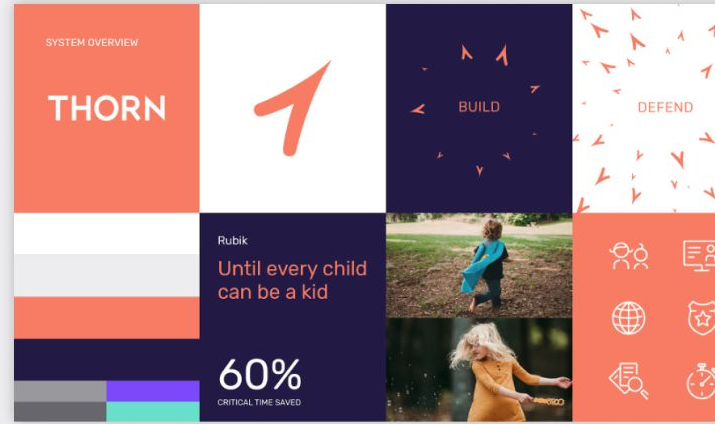 SYSTEM OVERVIEW
THORN
BUILD
DEFEND
Rubik
Until every child
can be a kid
60%
CRITICAL TIME SAVED